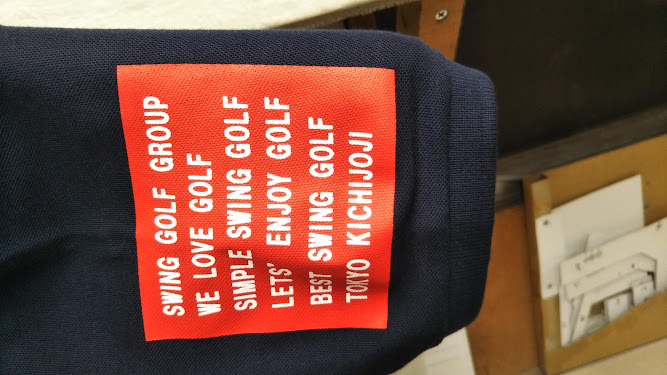 SWING GOLF GROUP
WE LOVE GOLF
SIMPLE SWING GOLF
LETS' ENJOY GOLF
BEST SWING GOLF
TOKYO KICHIJOJI